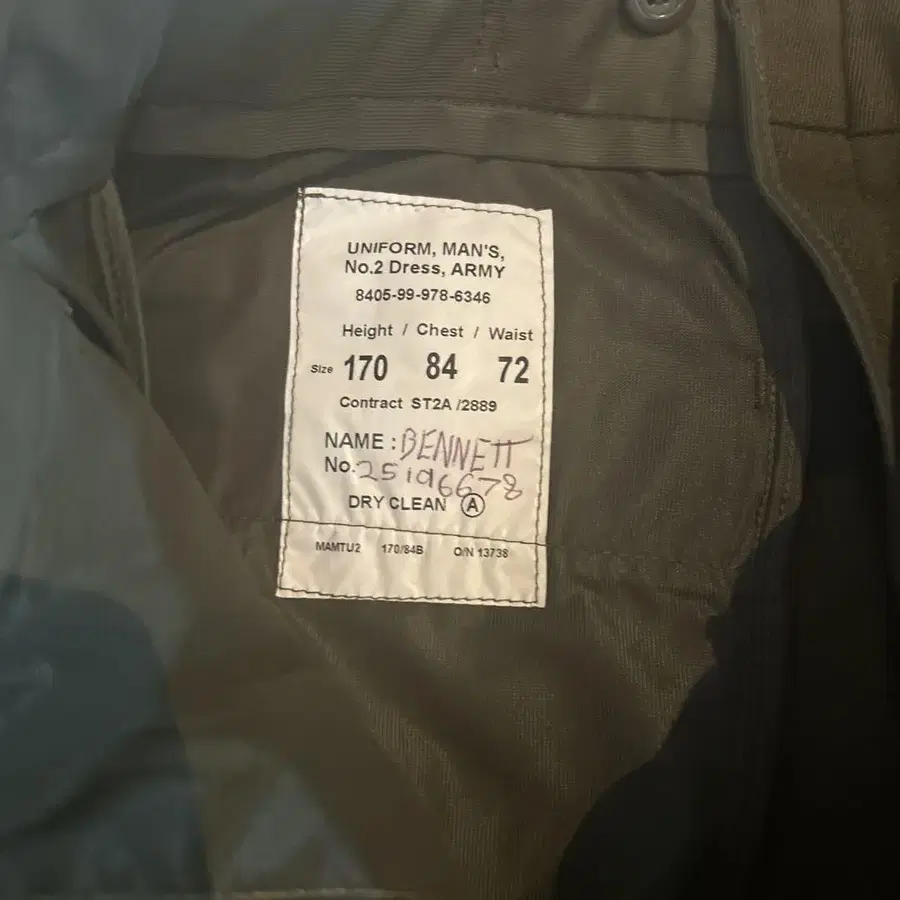 UNIFORM, MAN'S,
No.2 Dress, ARMY
8405-99-978-6346
Height / Chest / Waist
Size 170 84 72
Contract ST2A /2889
NAME : BENNETT
No. 25196678
DRY CLEAN Ⓐ
MAMTU2 170/84B O/N 13738